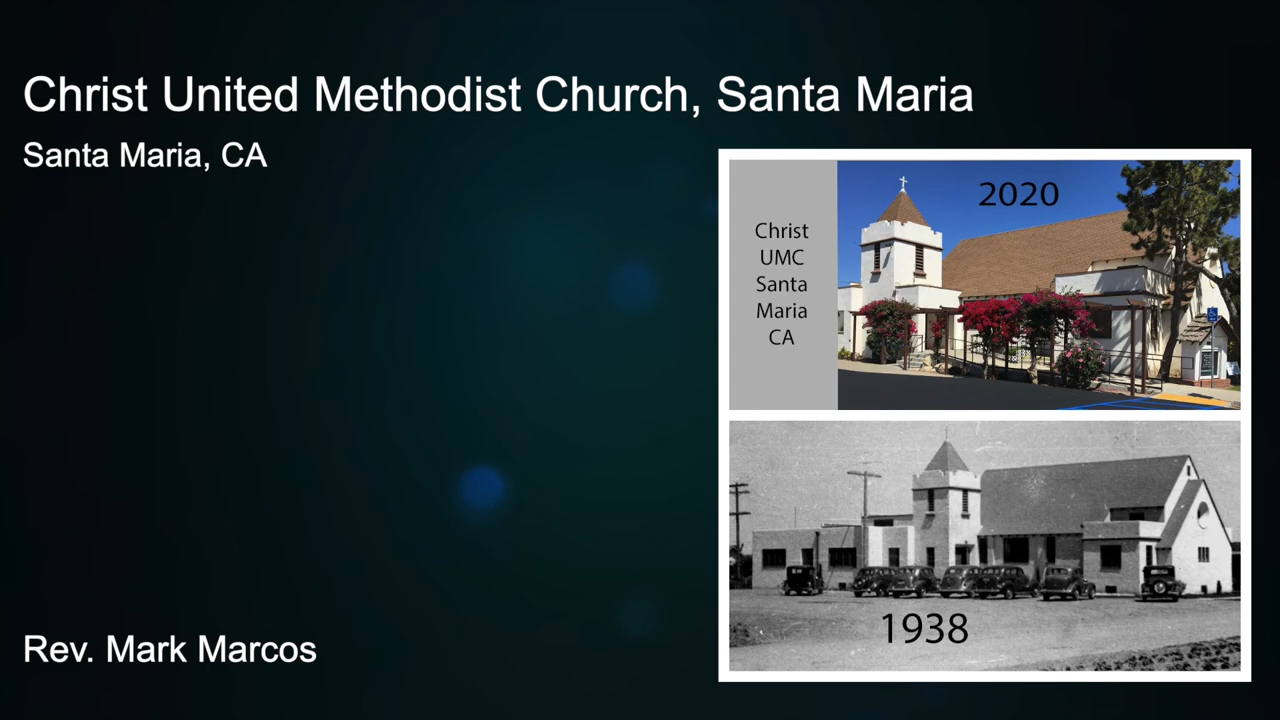 Christ United Methodist Church, Santa Maria
Santa Maria, CA
2020
Christ
UMC
Santa
Maria
CA
1938
Rev. Mark Marcos